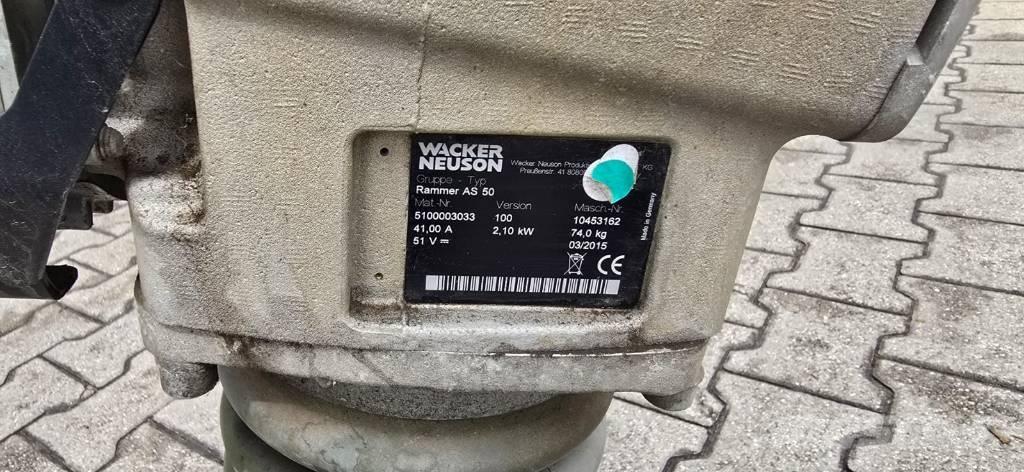 WACKER
NEUSON
Wacker Neuson Produktio KG
Preußenstr. 41 8080
Gruppe - Typ
Rammer AS 50
Mat.-Nr. Version Masch.-Nr.
5100003033 100 10453162
41,00 A 2,10 kW 74,0 kg
51 V 03/2015
CE
Made in Germany